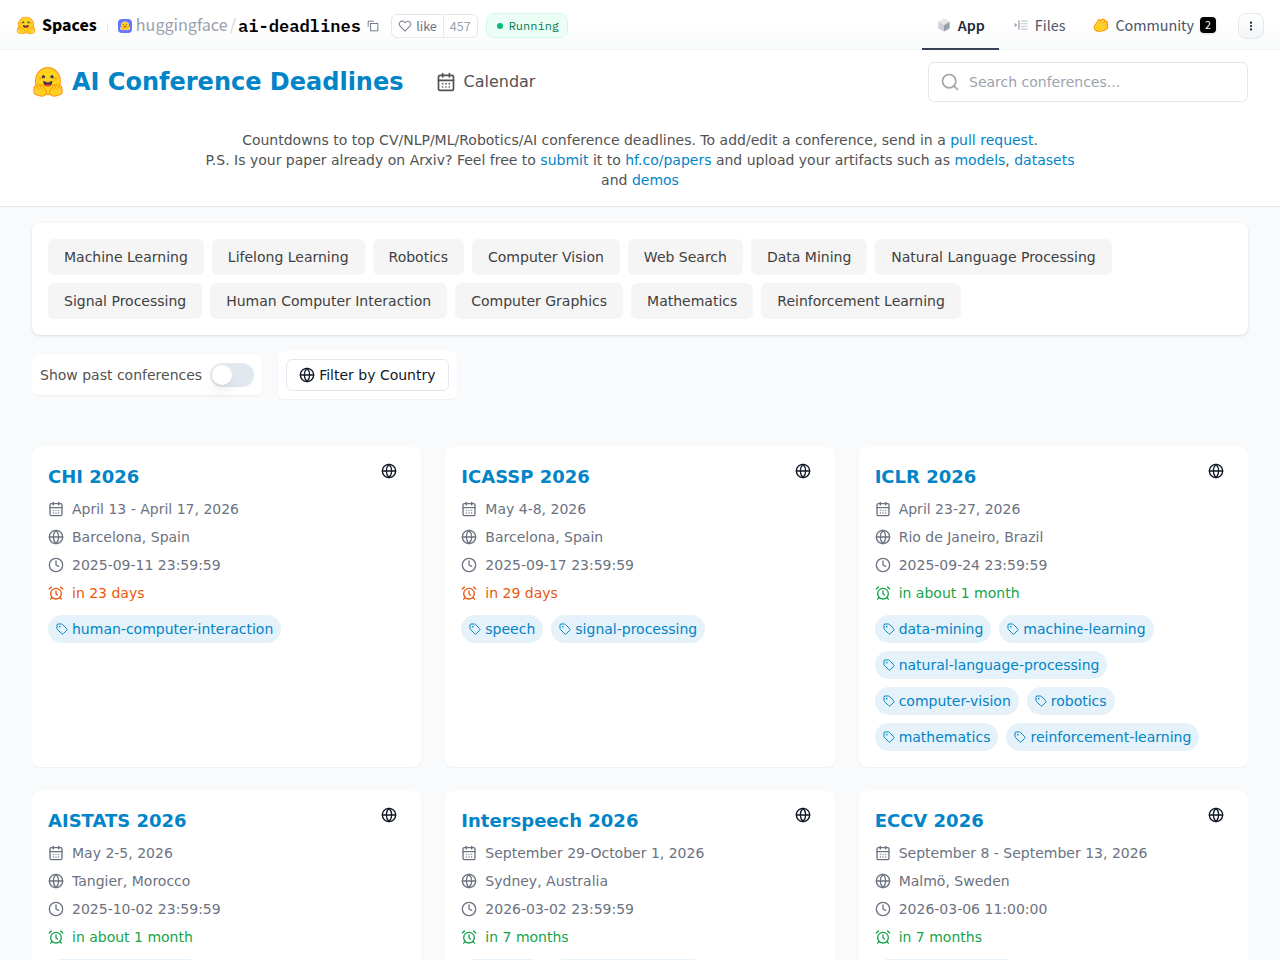 Spaces huggingface/ai-deadlines like 457 Running App Files Community 2
AI Conference Deadlines Calendar Search conferences...
Countdowns to top CV/NLP/ML/Robotics/AI conference deadlines. To add/edit a conference, send in a pull request.
P.S. Is your paper already on Arxiv? Feel free to submit it to hf.co/papers and upload your artifacts such as models, datasets
and demos
Machine Learning Lifelong Learning Robotics Computer Vision Web Search Data Mining Natural Language Processing
Signal Processing Human Computer Interaction Computer Graphics Mathematics Reinforcement Learning
Show past conferences Filter by Country
CHI 2026
April 13 - April 17, 2026
Barcelona, Spain
2025-09-11 23:59:59
in 23 days
human-computer-interaction
ICASSP 2026
May 4-8, 2026
Barcelona, Spain
2025-09-17 23:59:59
in 29 days
speech signal-processing
ICLR 2026
April 23-27, 2026
Rio de Janeiro, Brazil
2025-09-24 23:59:59
in about 1 month
data-mining machine-learning
natural-language-processing
computer-vision robotics
mathematics reinforcement-learning
AISTATS 2026
May 2-5, 2026
Tangier, Morocco
2025-10-02 23:59:59
in about 1 month
Interspeech 2026
September 29-October 1, 2026
Sydney, Australia
2026-03-02 23:59:59
in 7 months
ECCV 2026
September 8 - September 13, 2026
Malmö, Sweden
2026-03-06 11:00:00
in 7 months